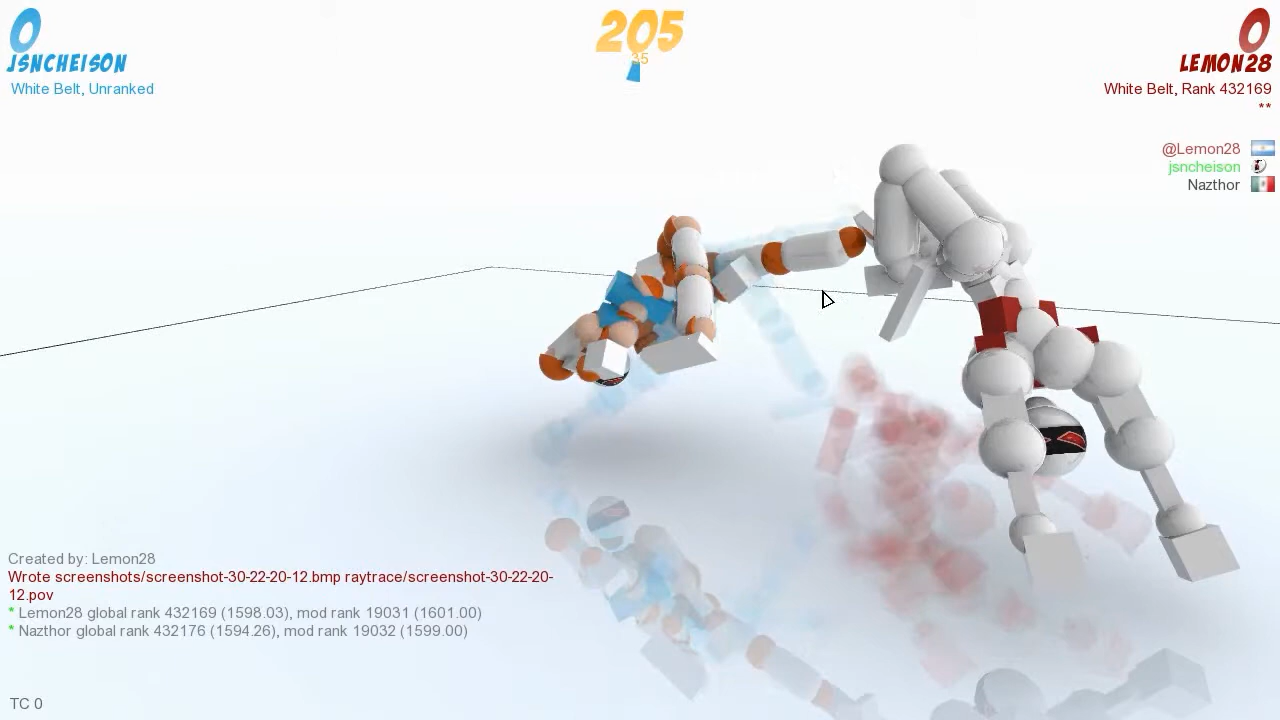 0
JSNCHEISON
White Belt, Unranked
205
35
0
LEMON28
White Belt, Rank 432169
**
@Lemon28
jsncheison
Nazthor
Created by: Lemon28
Wrote screenshots/screenshot-30-22-20-12.bmp raytrace/screenshot-30-22-20-
12.pov
* Lemon28 global rank 432169 (1598.03), mod rank 19031 (1601.00)
* Nazthor global rank 432176 (1594.26), mod rank 19032 (1599.00)
TC 0